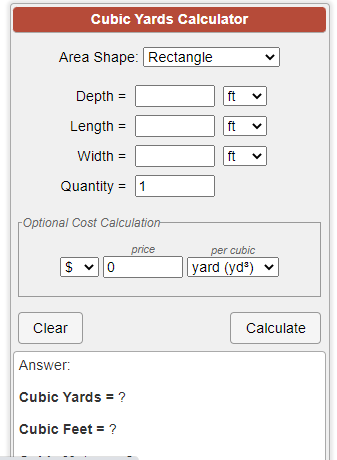 Cubic Yards Calculator
Area Shape: Rectangle
Depth = ft
Length = ft
Width = ft
Quantity = 1
Optional Cost Calculation
price per cubic
$ 0 yard (yd³)
Clear Calculate
Answer:
Cubic Yards = ?
Cubic Feet = ?